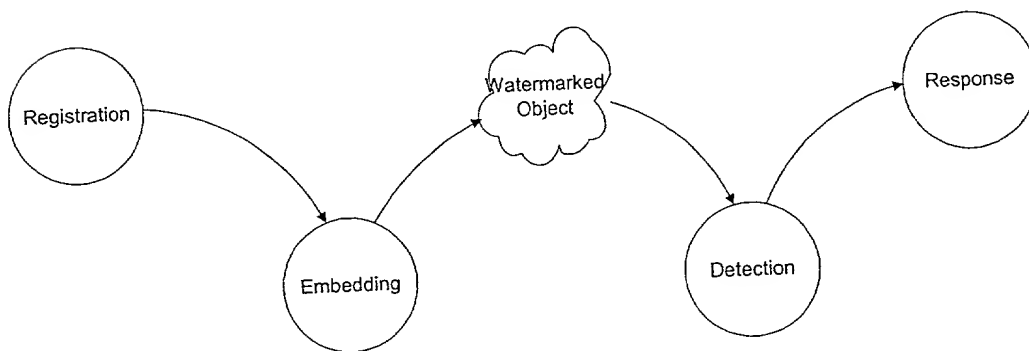 Registration
Embedding
Watermarked
Object
Detection
Response